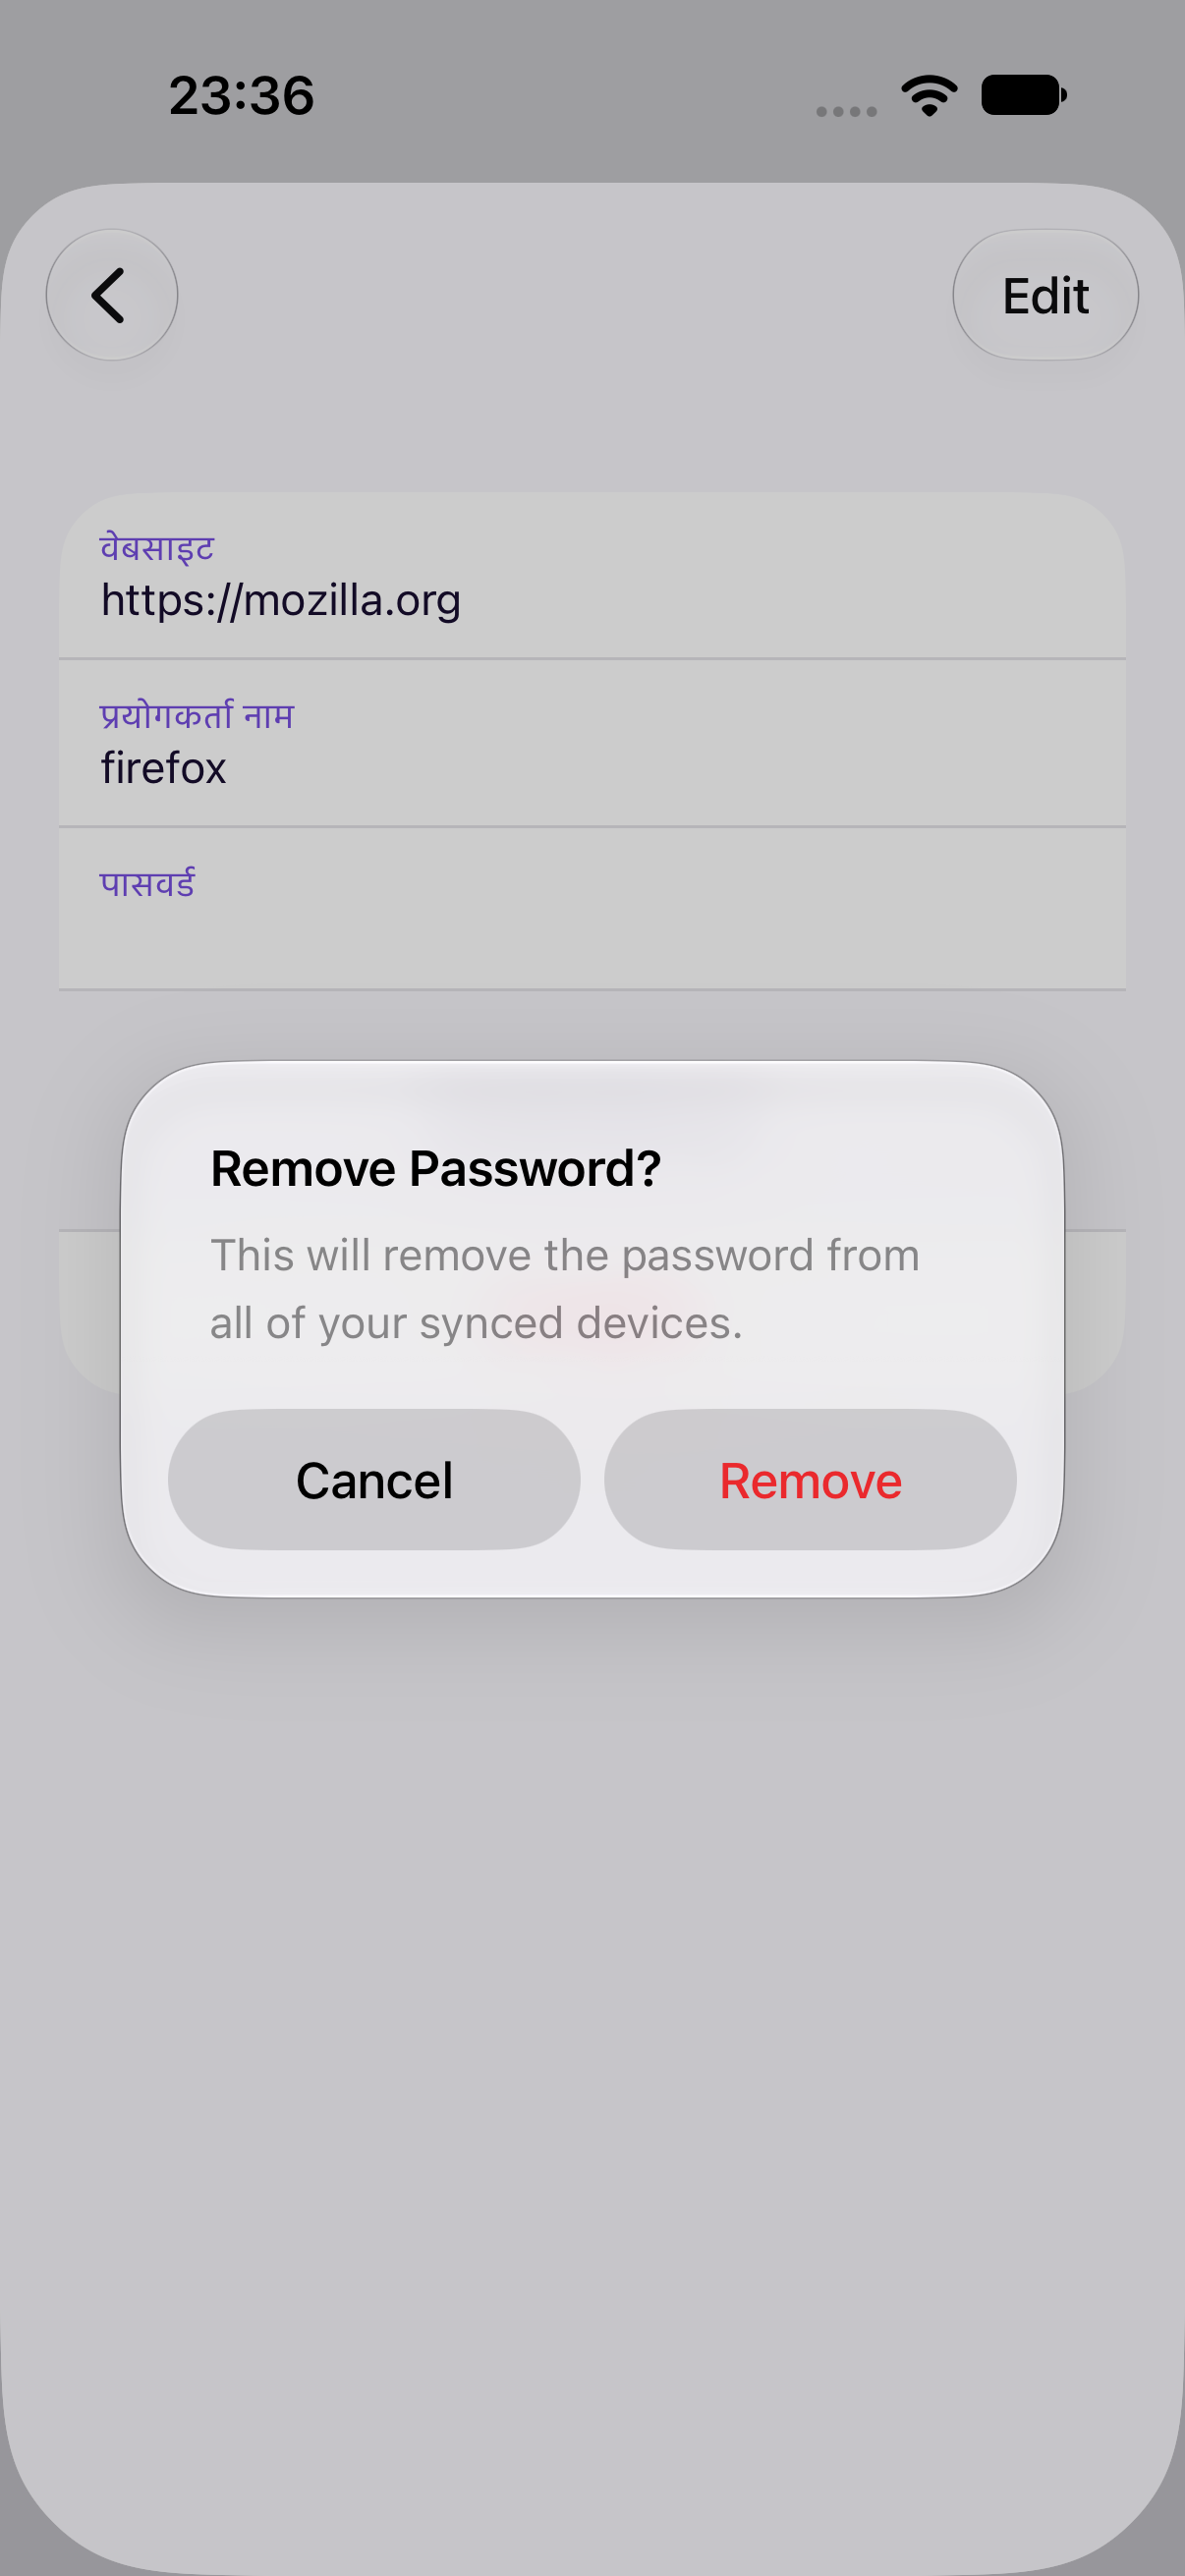 23:36
Edit
वेबसाइट
https://mozilla.org
प्रयोगकर्ता नाम
firefox
पासवर्ड
Remove Password?
This will remove the password from
all of your synced devices.
Cancel
Remove